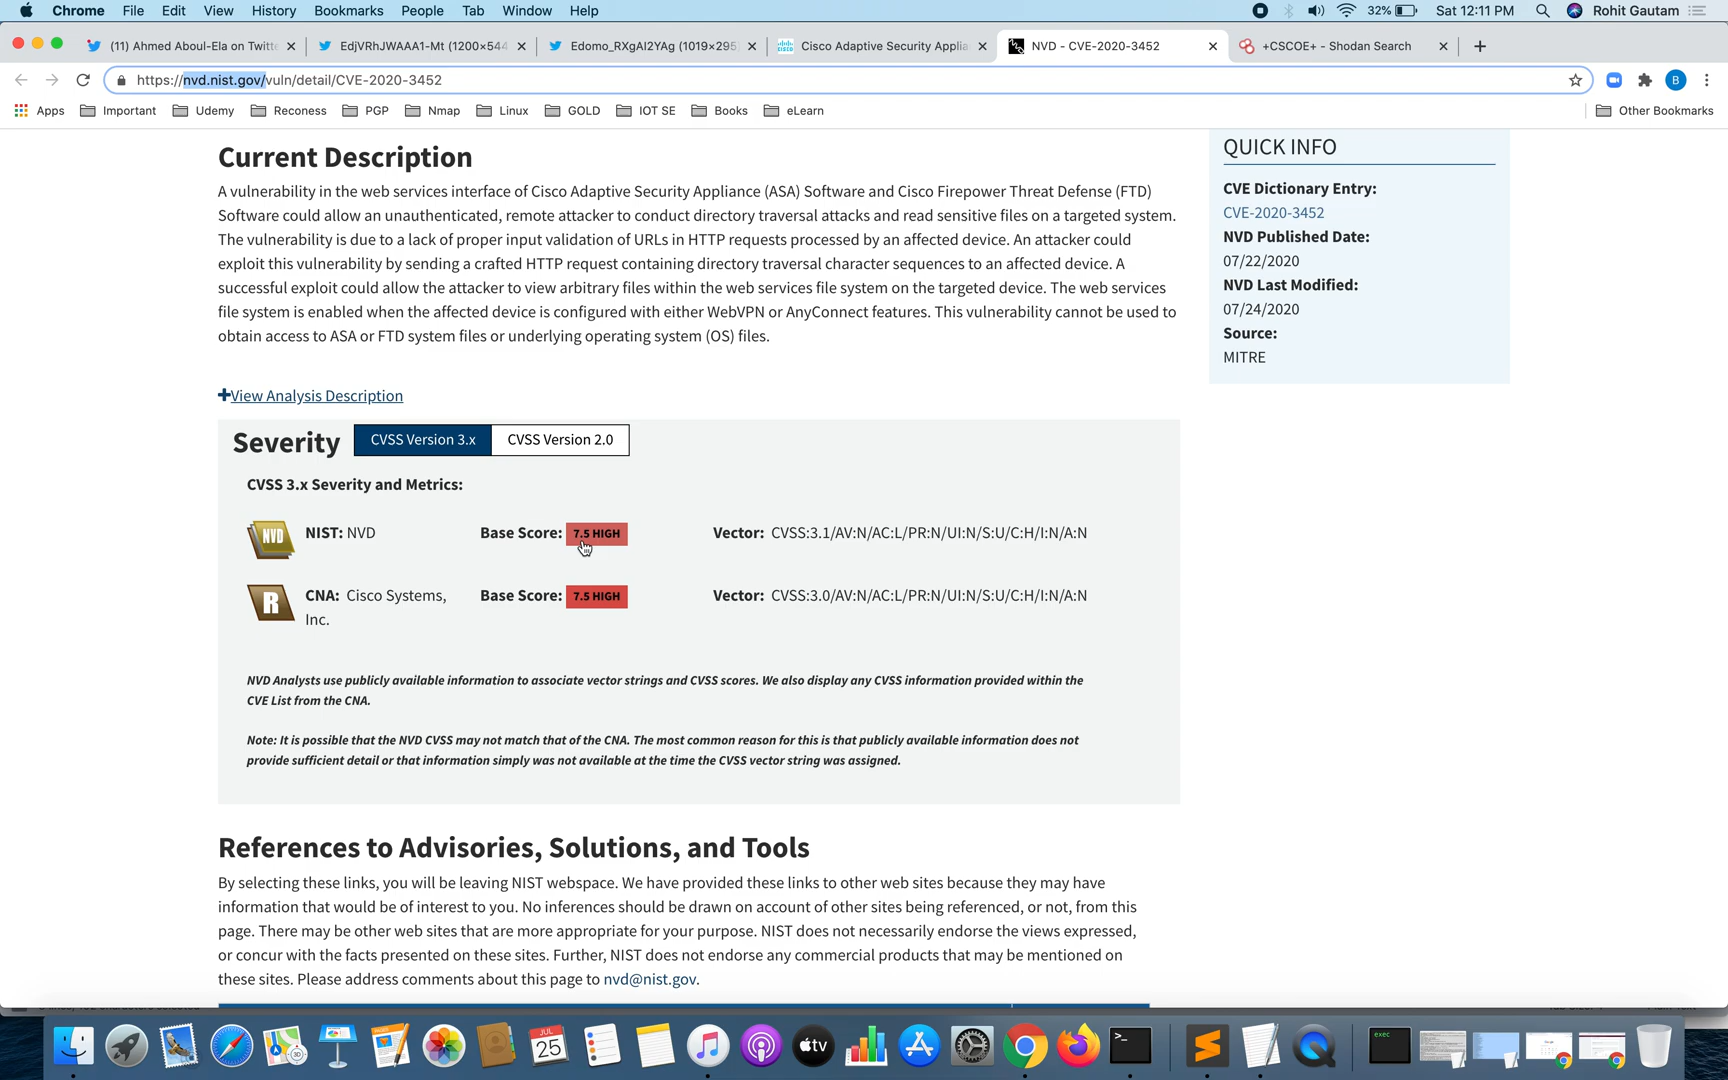 Chrome File Edit View History Bookmarks People Tab Window Help 32% Sat 12:11 PM Rohit Gautam
(11) Ahmed Aboul-Ela on Twitte EdjVRhJWAAA1-Mt (1200×544 Edomo_RXgAI2YAg (1019×295 Cisco Adaptive Security Applia NVD - CVE-2020-3452 +CSCOE+ - Shodan Search
https://nvd.nist.gov/vuln/detail/CVE-2020-3452 B
Apps Important Udemy Reconess PGP Nmap Linux GOLD IOT SE Books eLearn Other Bookmarks
Current Description
A vulnerability in the web services interface of Cisco Adaptive Security Appliance (ASA) Software and Cisco Firepower Threat Defense (FTD)
Software could allow an unauthenticated, remote attacker to conduct directory traversal attacks and read sensitive files on a targeted system.
The vulnerability is due to a lack of proper input validation of URLs in HTTP requests processed by an affected device. An attacker could
exploit this vulnerability by sending a crafted HTTP request containing directory traversal character sequences to an affected device. A
successful exploit could allow the attacker to view arbitrary files within the web services file system on the targeted device. The web services
file system is enabled when the affected device is configured with either WebVPN or AnyConnect features. This vulnerability cannot be used to
obtain access to ASA or FTD system files or underlying operating system (OS) files.
QUICK INFO
CVE Dictionary Entry:
CVE-2020-3452
NVD Published Date:
07/22/2020
NVD Last Modified:
07/24/2020
Source:
MITRE
View Analysis Description
Severity CVSS Version 3.x CVSS Version 2.0
CVSS 3.x Severity and Metrics:
NVD NIST: NVD Base Score: 7.5 HIGH Vector: CVSS:3.1/AV:N/AC:L/PR:N/UI:N/S:U/C:H/I:N/A:N
R CNA: Cisco Systems, Base Score: 7.5 HIGH Vector: CVSS:3.0/AV:N/AC:L/PR:N/UI:N/S:U/C:H/I:N/A:N
Inc.
NVD Analysts use publicly available information to associate vector strings and CVSS scores. We also display any CVSS information provided within the
CVE List from the CNA.
Note: It is possible that the NVD CVSS may not match that of the CNA. The most common reason for this is that publicly available information does not
provide sufficient detail or that information simply was not available at the time the CVSS vector string was assigned.
References to Advisories, Solutions, and Tools
By selecting these links, you will be leaving NIST webspace. We have provided these links to other web sites because they may have
information that would be of interest to you. No inferences should be drawn on account of other sites being referenced, or not, from this
page. There may be other web sites that are more appropriate for your purpose. NIST does not necessarily endorse the views expressed,
or concur with the facts presented on these sites. Further, NIST does not endorse any commercial products that may be mentioned on
these sites. Please address comments about this page to nvd@nist.gov.
JUL
25
tv
exec